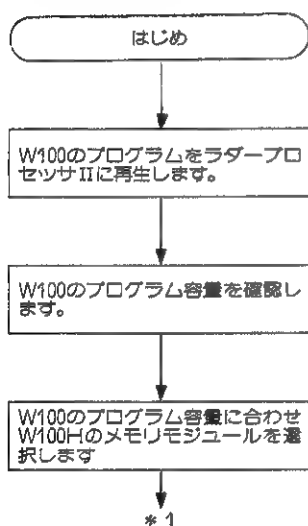 はじめ
W100のプログラムをラダープロ
セッサⅡに再生します。
W100のプログラム容量を確認し
ます。
W100のプログラム容量に合わせ
W100Hのメモリモジュールを選
択します
＊1